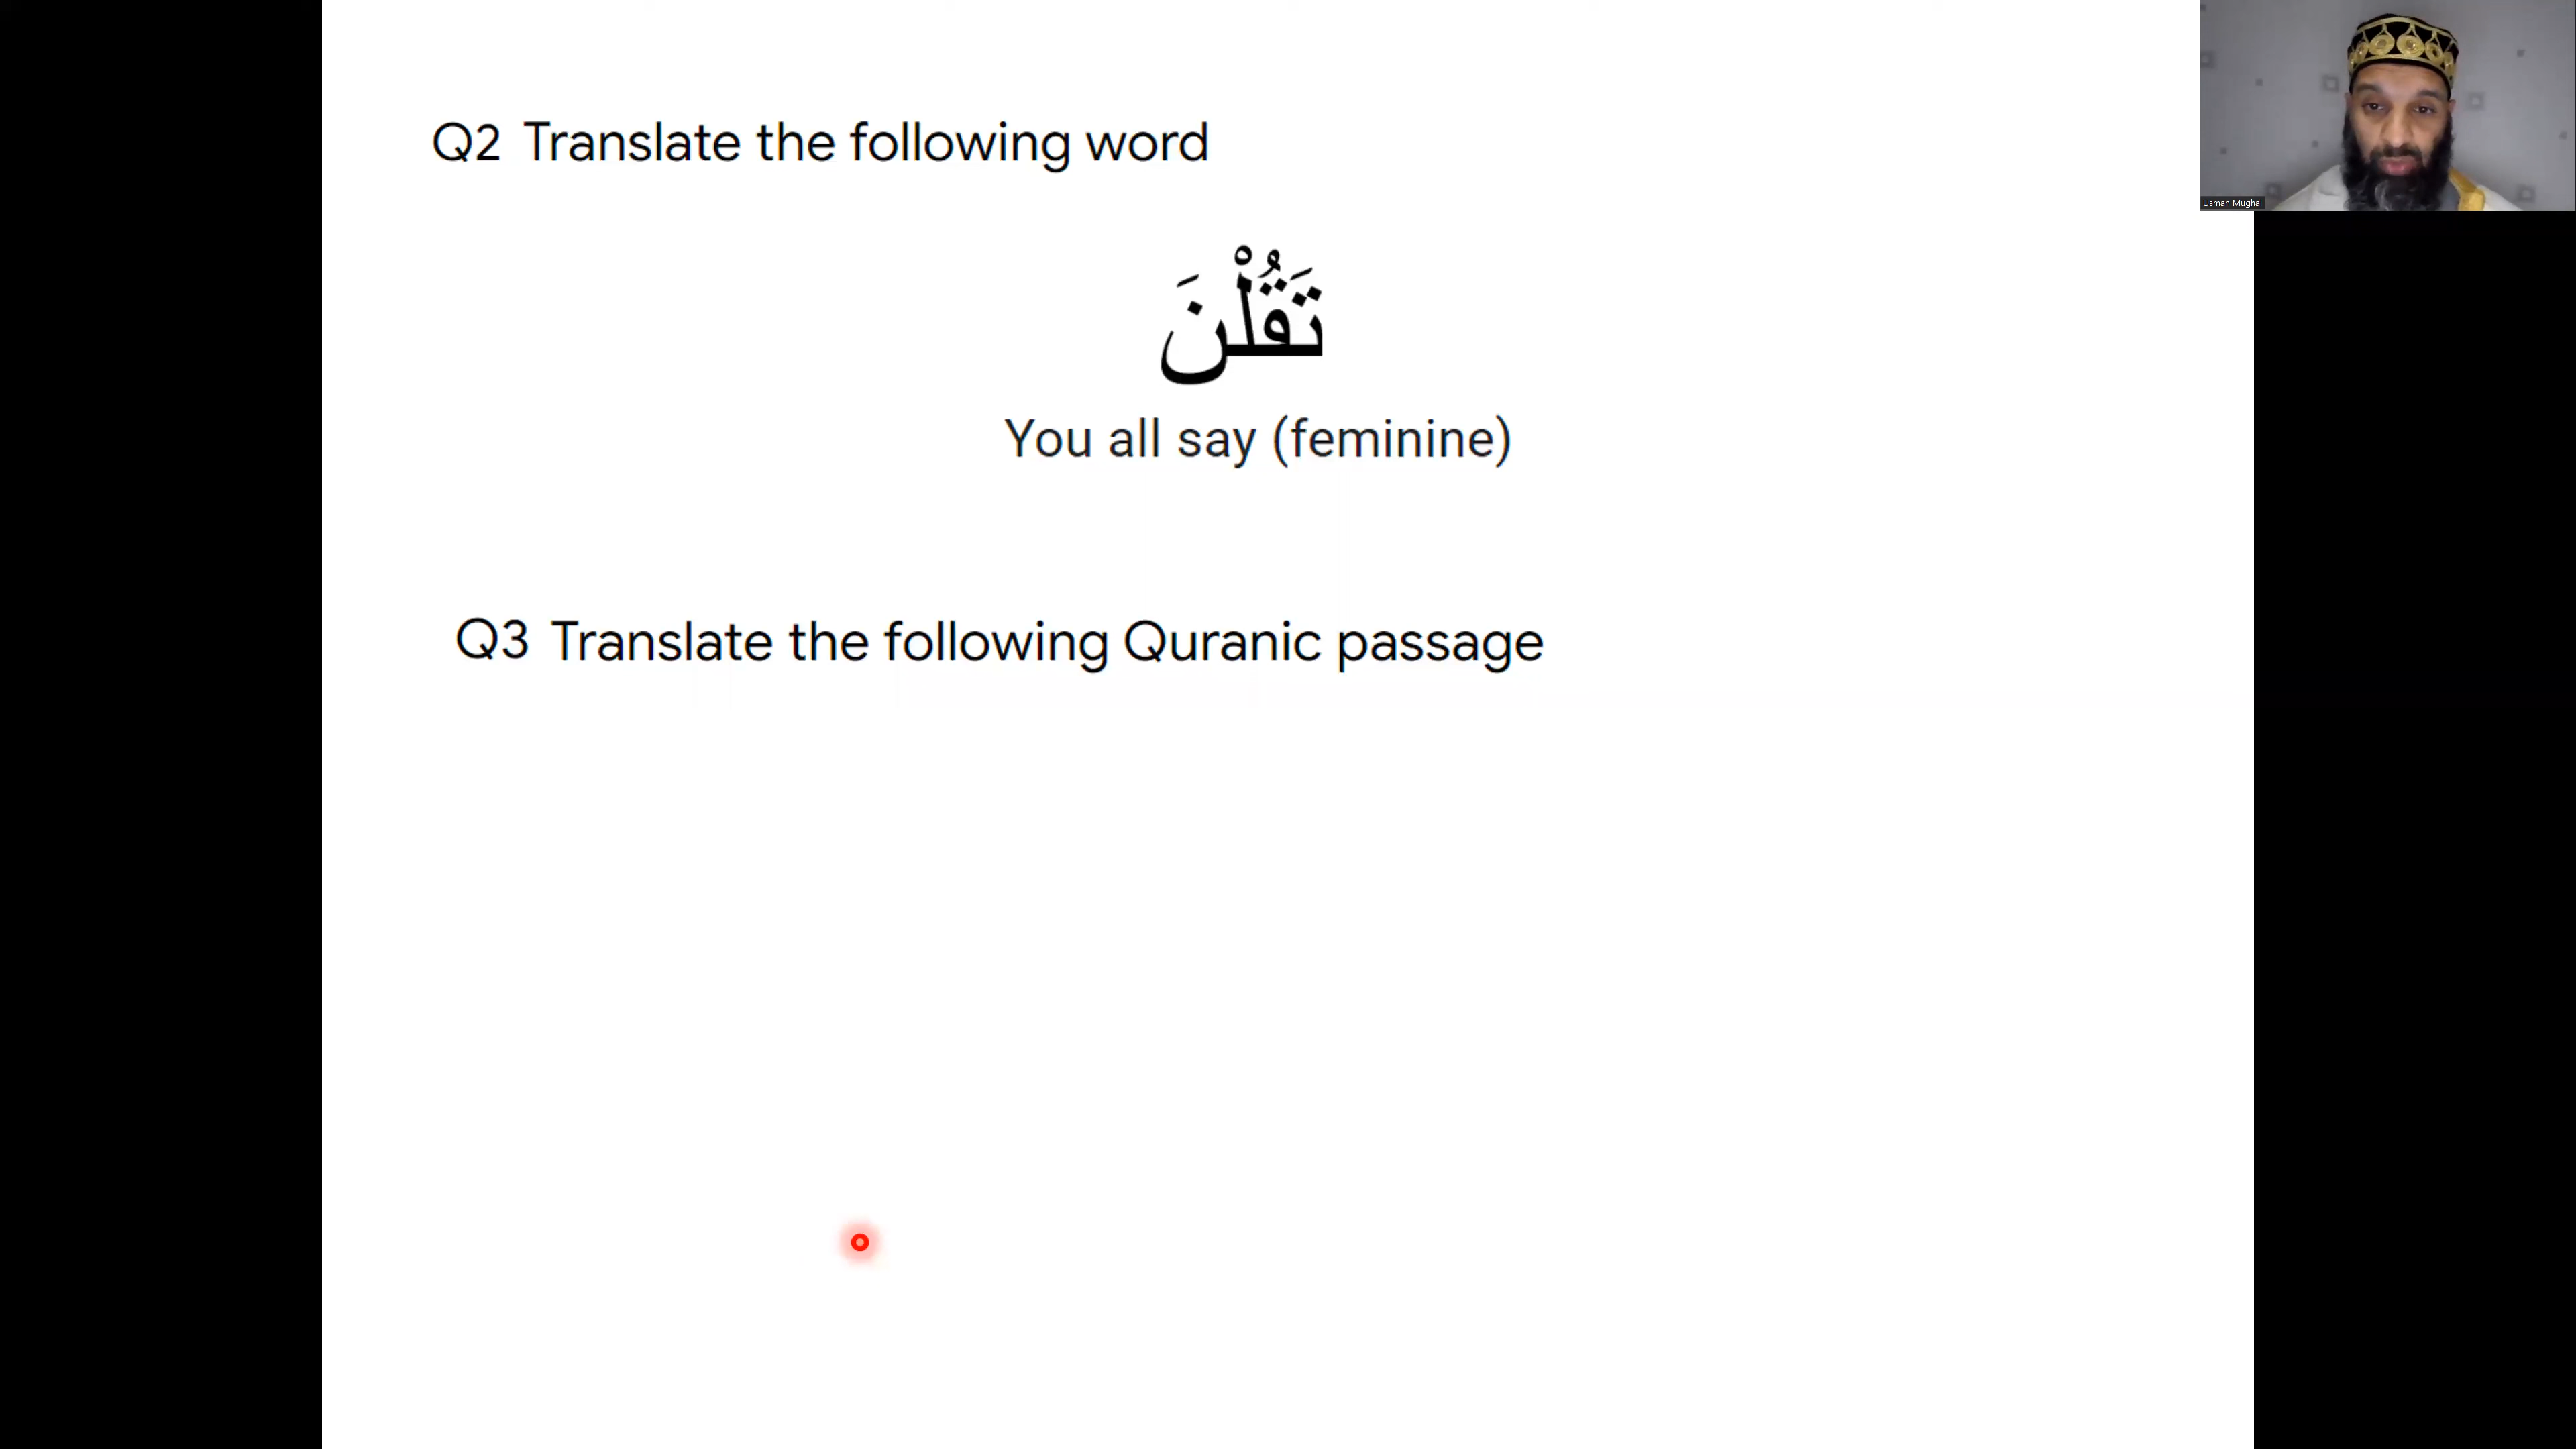 Usman Mughal
Q2 Translate the following word
تَقُلْنَ
You all say (feminine)
Q3 Translate the following Quranic passage